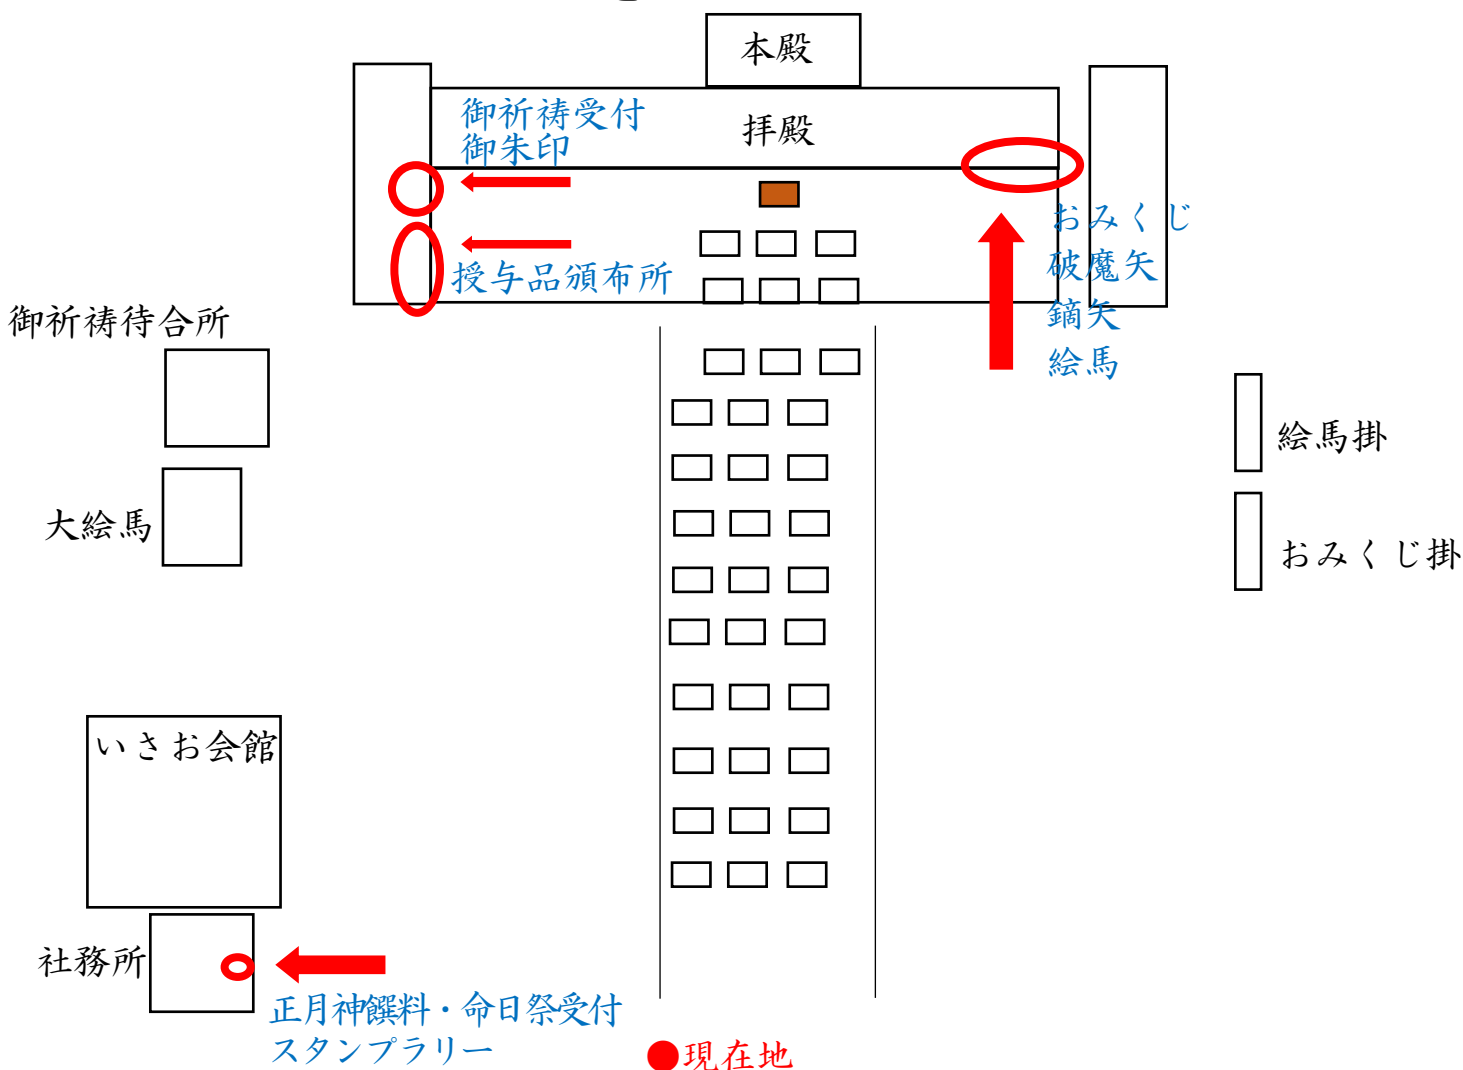 本殿
御祈祷受付
御朱印
拝殿
おみくじ
破魔矢
鏑矢
絵馬
授与品頒布所
御祈祷待合所
絵馬掛
大絵馬
おみくじ掛
いさお会館
社務所
正月神饌料・命日祭受付
スタンプラリー
●現在地